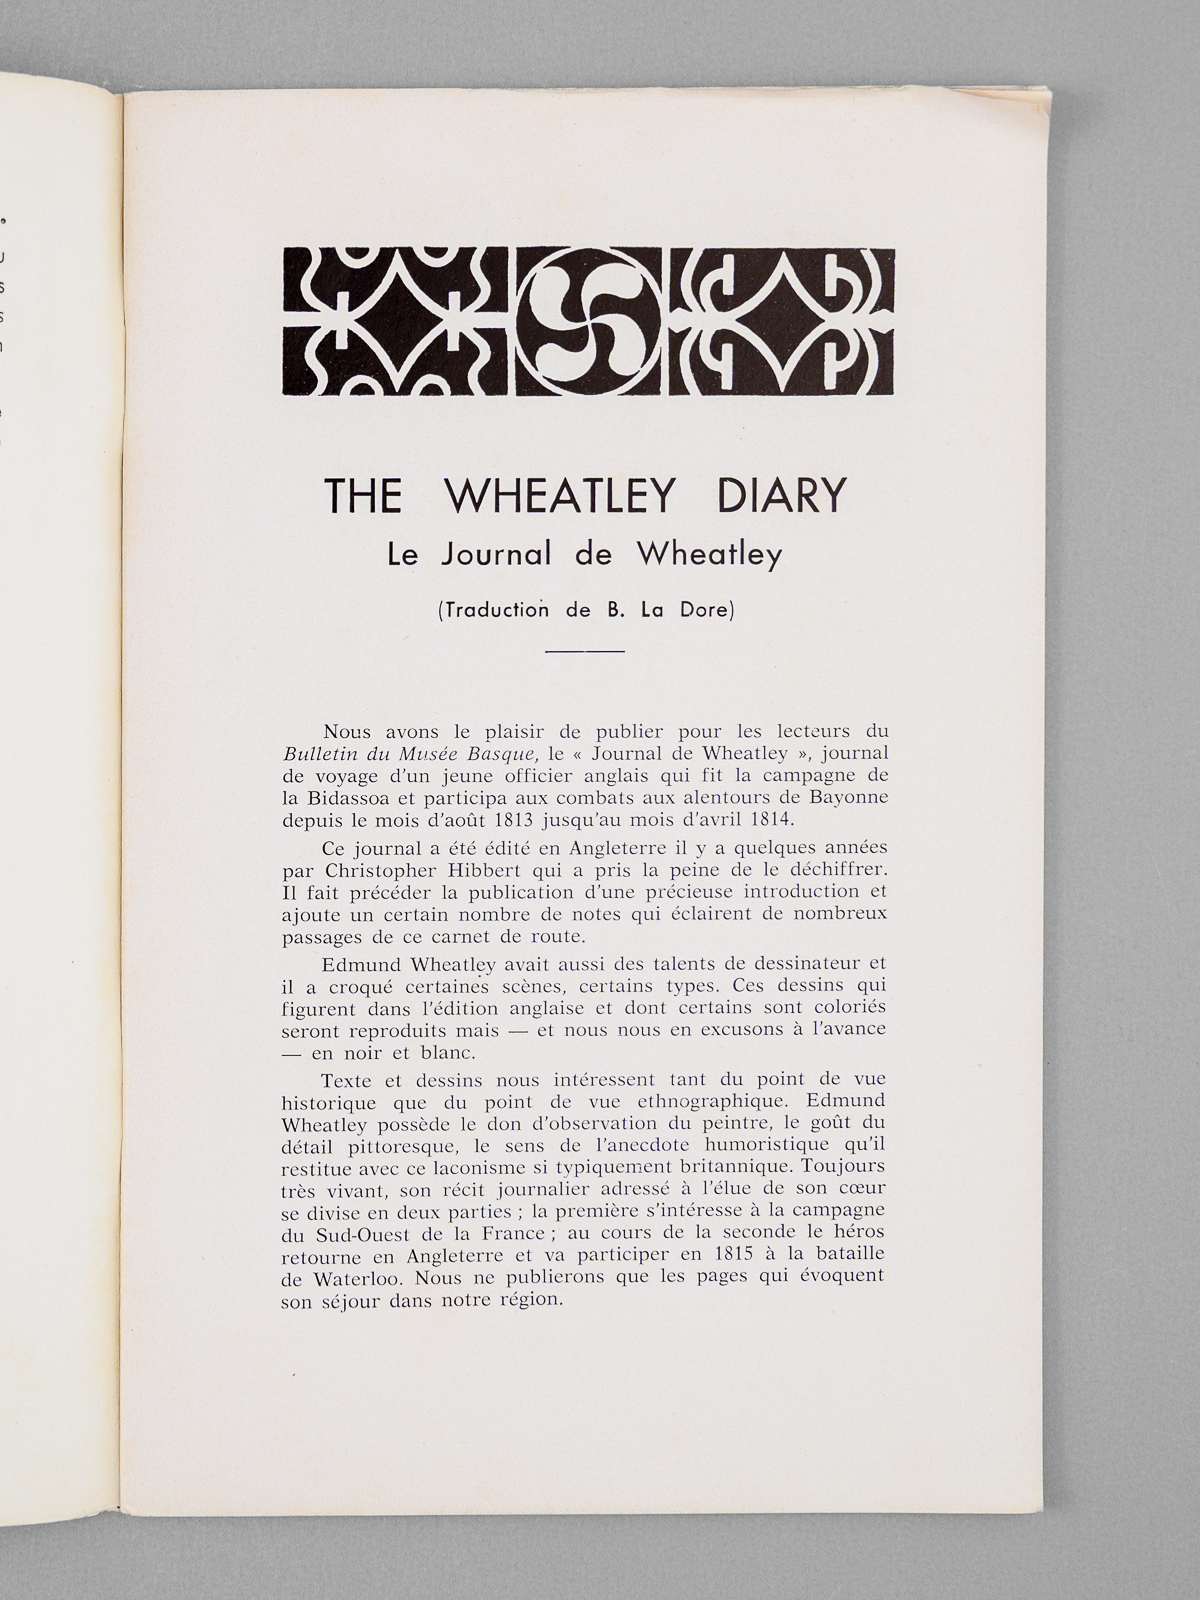 THE WHEATLEY DIARY
Le Journal de Wheatley
(Traduction de B. La Dore)
Nous avons le plaisir de publier pour les lecteurs du
Bulletin du Musée Basque, le « Journal de Wheatley », journal
de voyage d'un jeune officier anglais qui fit la campagne de
la Bidassoa et participa aux combats aux alentours de Bayonne
depuis le mois d'août 1813 jusqu'au mois d'avril 1814.
Ce journal a été édité en Angleterre il y a quelques années
par Christopher Hibbert qui a pris la peine de le déchiffrer.
Il fait précéder la publication d'une précieuse introduction et
ajoute un certain nombre de notes qui éclairent de nombreux
passages de ce carnet de route.
Edmund Wheatley avait aussi des talents de dessinateur et
il a croqué certaines scènes, certains types. Ces dessins qui
figurent dans l'édition anglaise et dont certains sont coloriés
seront reproduits mais — et nous nous en excusons à l'avance
— en noir et blanc.
Texte et dessins nous intéressent tant du point de vue
historique que du point de vue ethnographique. Edmund
Wheatley possède le don d'observation du peintre, le goût du
détail pittoresque, le sens de l'anecdote humoristique qu'il
restitue avec ce laconisme si typiquement britannique. Toujours
très vivant, son récit journalier adressé à l'élue de son cœur
se divise en deux parties ; la première s'intéresse à la campagne
du Sud-Ouest de la France ; au cours de la seconde le héros
retourne en Angleterre et va participer en 1815 à la bataille
de Waterloo. Nous ne publierons que les pages qui évoquent
son séjour dans notre région.